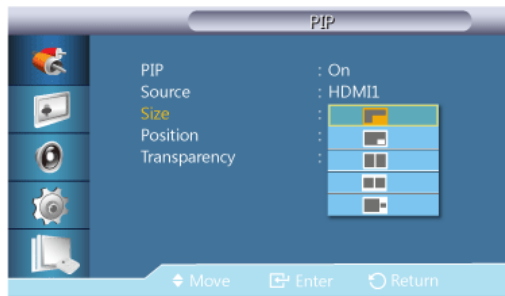 PIP
PIP : On
Source : HDMI1
Size :
Position :
Transparency :
Move Enter Return